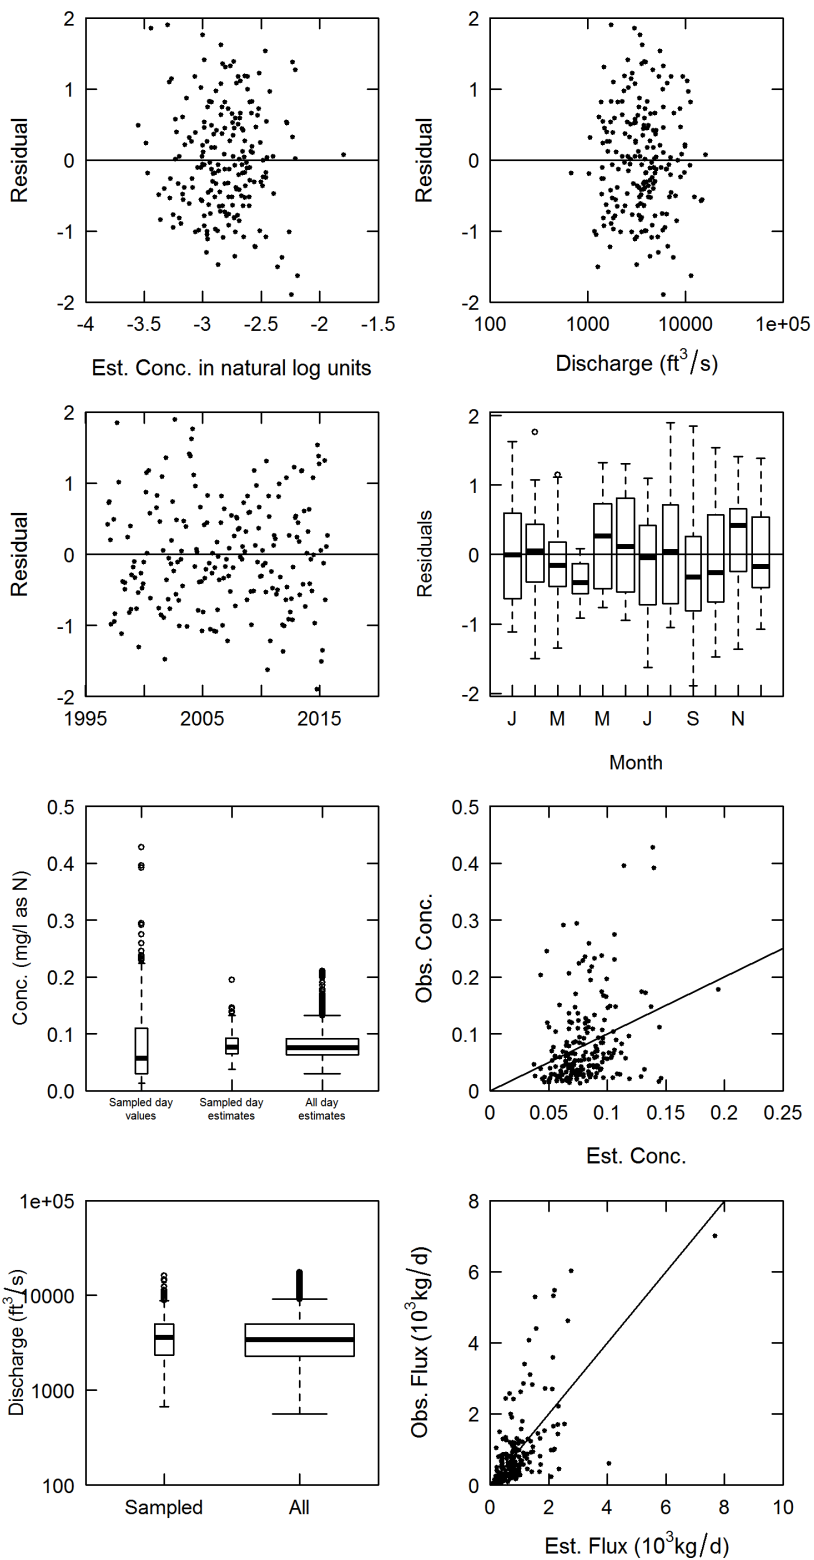 2
1
0
-1
-2
Residual
-4 -3.5 -3 -2.5 -2 -1.5
Est. Conc. in natural log units
2
1
0
-1
-2
Residual
100 1000 10000 1e+05
Discharge (ft³/s)
2
1
0
-1
-2
Residual
1995 2005 2015
2
1
0
-1
-2
Residuals
J M M J S N
Month
0.5
0.4
0.3
0.2
0.1
0.0
Conc. (mg/l as N)
Sampled day Sampled day All day
values estimates estimates
0.5
0.4
0.3
0.2
0.1
0.0
Obs. Conc.
0 0.05 0.1 0.15 0.2 0.25
Est. Conc.
1e+05
10000
1000
100
Discharge (ft³/s)
Sampled All
8
6
4
2
0
Obs. Flux (10³kg/d)
0 2 4 6 8 10
Est. Flux (10³kg/d)